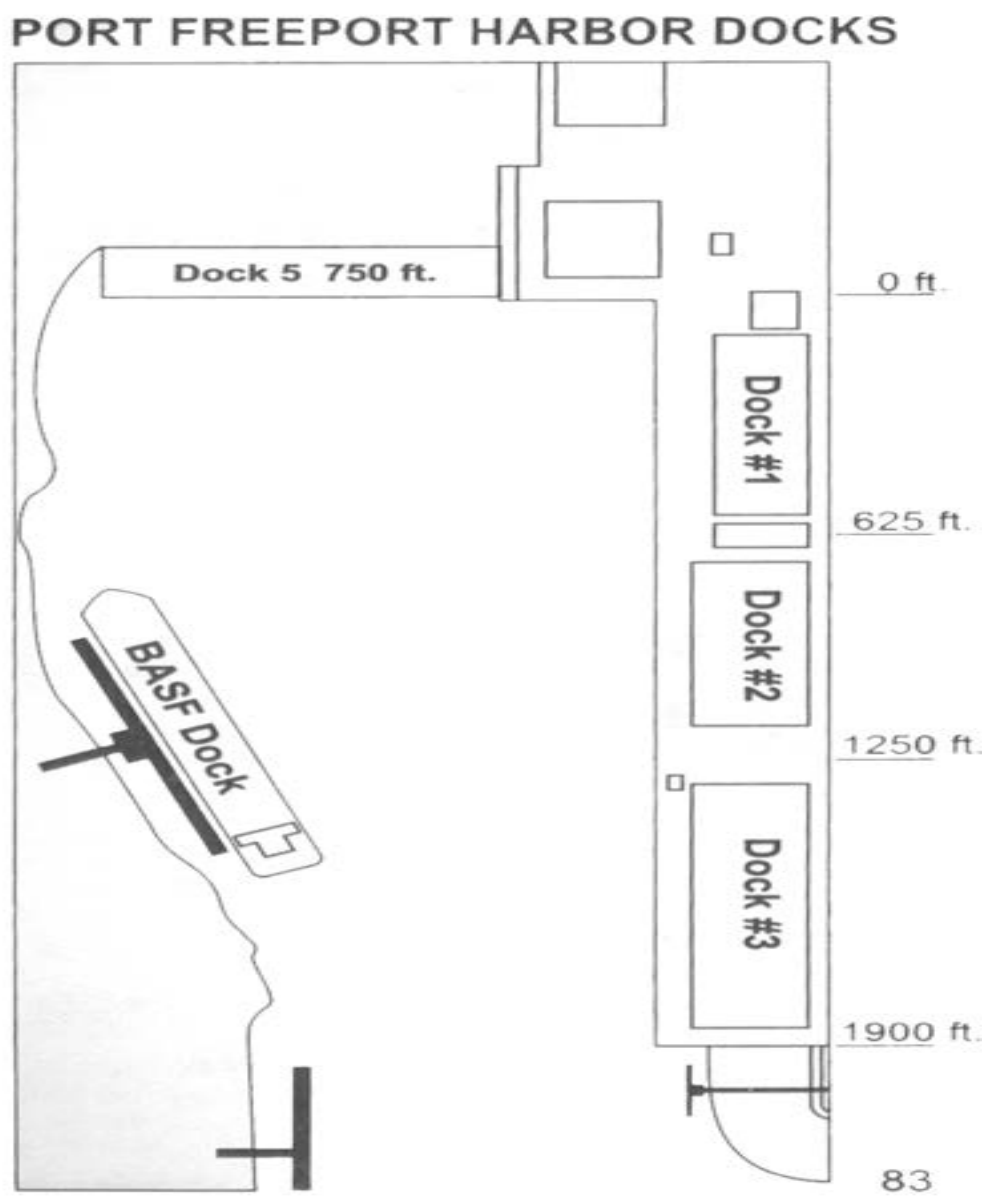 PORT FREEPORT HARBOR DOCKS
Dock 5 750 ft.
0 ft.
Dock #1
625 ft.
Dock #2
BASF Dock
1250 ft.
Dock #3
1900 ft.
83